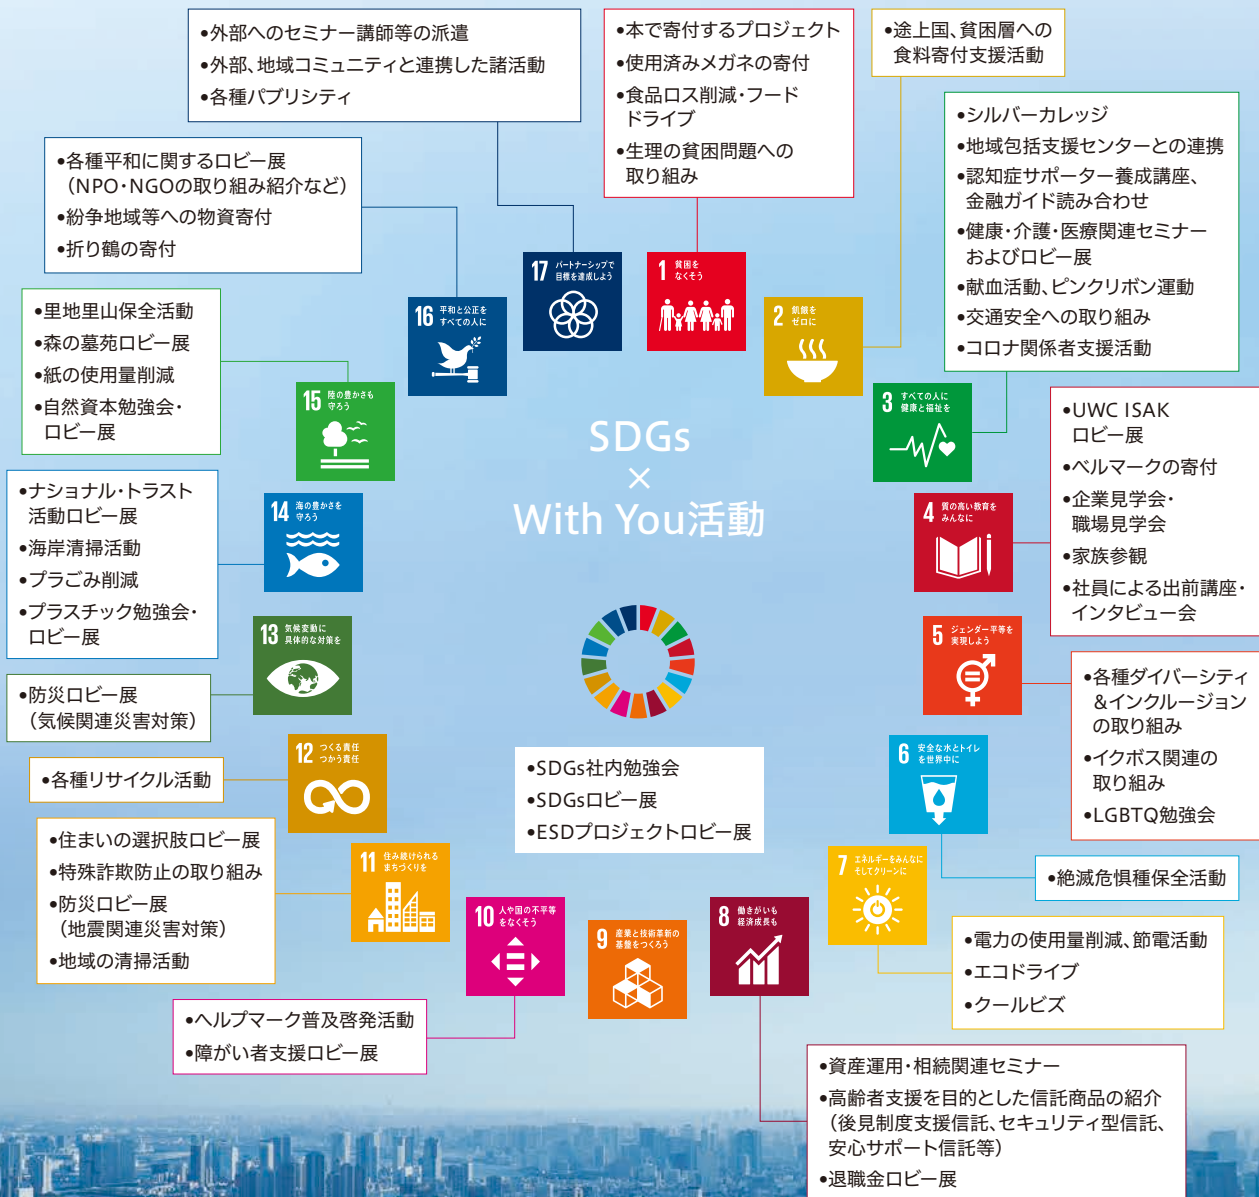 •外部へのセミナー講師等の派遣
•外部、地域コミュニティと連携した諸活動
•各種パブリシティ
•本で寄付するプロジェクト
•使用済みメガネの寄付
•食品ロス削減・フード
ドライブ
•生理の貧困問題への
取り組み
•途上国、貧困層への
食料寄付支援活動
•シルバーカレッジ
•地域包括支援センターとの連携
•認知症サポーター養成講座、
金融ガイド読み合わせ
•健康・介護・医療関連セミナー
およびロビー展
•献血活動、ピンクリボン運動
•交通安全への取り組み
•コロナ関係者支援活動
•各種平和に関するロビー展
（NPO・NGOの取り組み紹介など）
•紛争地域等への物資寄付
•折り鶴の寄付
17 パートナーシップで
目標を達成しよう
1 貧困を
なくそう
16 平和と公正を
すべての人に
2 飢餓を
ゼロに
•里地里山保全活動
•森の墓苑ロビー展
•紙の使用量削減
•自然資本勉強会・
ロビー展
15 陸の豊かさも
守ろう
3 すべての人に
健康と福祉を
•UWC ISAK
ロビー展
•ベルマークの寄付
•企業見学会・
職場見学会
•家族参観
•社員による出前講座・
インタビュー会
SDGs
×
With You活動
•ナショナル・トラスト
活動ロビー展
•海岸清掃活動
•プラごみ削減
•プラスチック勉強会・
ロビー展
14 海の豊かさを
守ろう
4 質の高い教育を
みんなに
13 気候変動に
具体的な対策を
5 ジェンダー平等を
実現しよう
•防災ロビー展
（気候関連災害対策）
•各種ダイバーシティ
＆インクルージョン
の取り組み
•イクボス関連の
取り組み
•LGBTQ勉強会
12 つくる責任
つかう責任
6 安全な水とトイレ
を世界中に
•各種リサイクル活動
•SDGs社内勉強会
•SDGsロビー展
•ESDプロジェクトロビー展
•住まいの選択肢ロビー展
•特殊詐欺防止の取り組み
•防災ロビー展
（地震関連災害対策）
•地域の清掃活動
11 住み続けられる
まちづくりを
7 エネルギーをみんなに
そしてクリーンに
•絶滅危惧種保全活動
10 人や国の不平等
をなくそう
9 産業と技術革新の
基盤をつくろう
8 働きがいも
経済成長も
•電力の使用量削減、節電活動
•エコドライブ
•クールビズ
•ヘルプマーク普及啓発活動
•障がい者支援ロビー展
•資産運用・相続関連セミナー
•高齢者支援を目的とした信託商品の紹介
（後見制度支援信託、セキュリティ型信託、
安心サポート信託等）
•退職金ロビー展